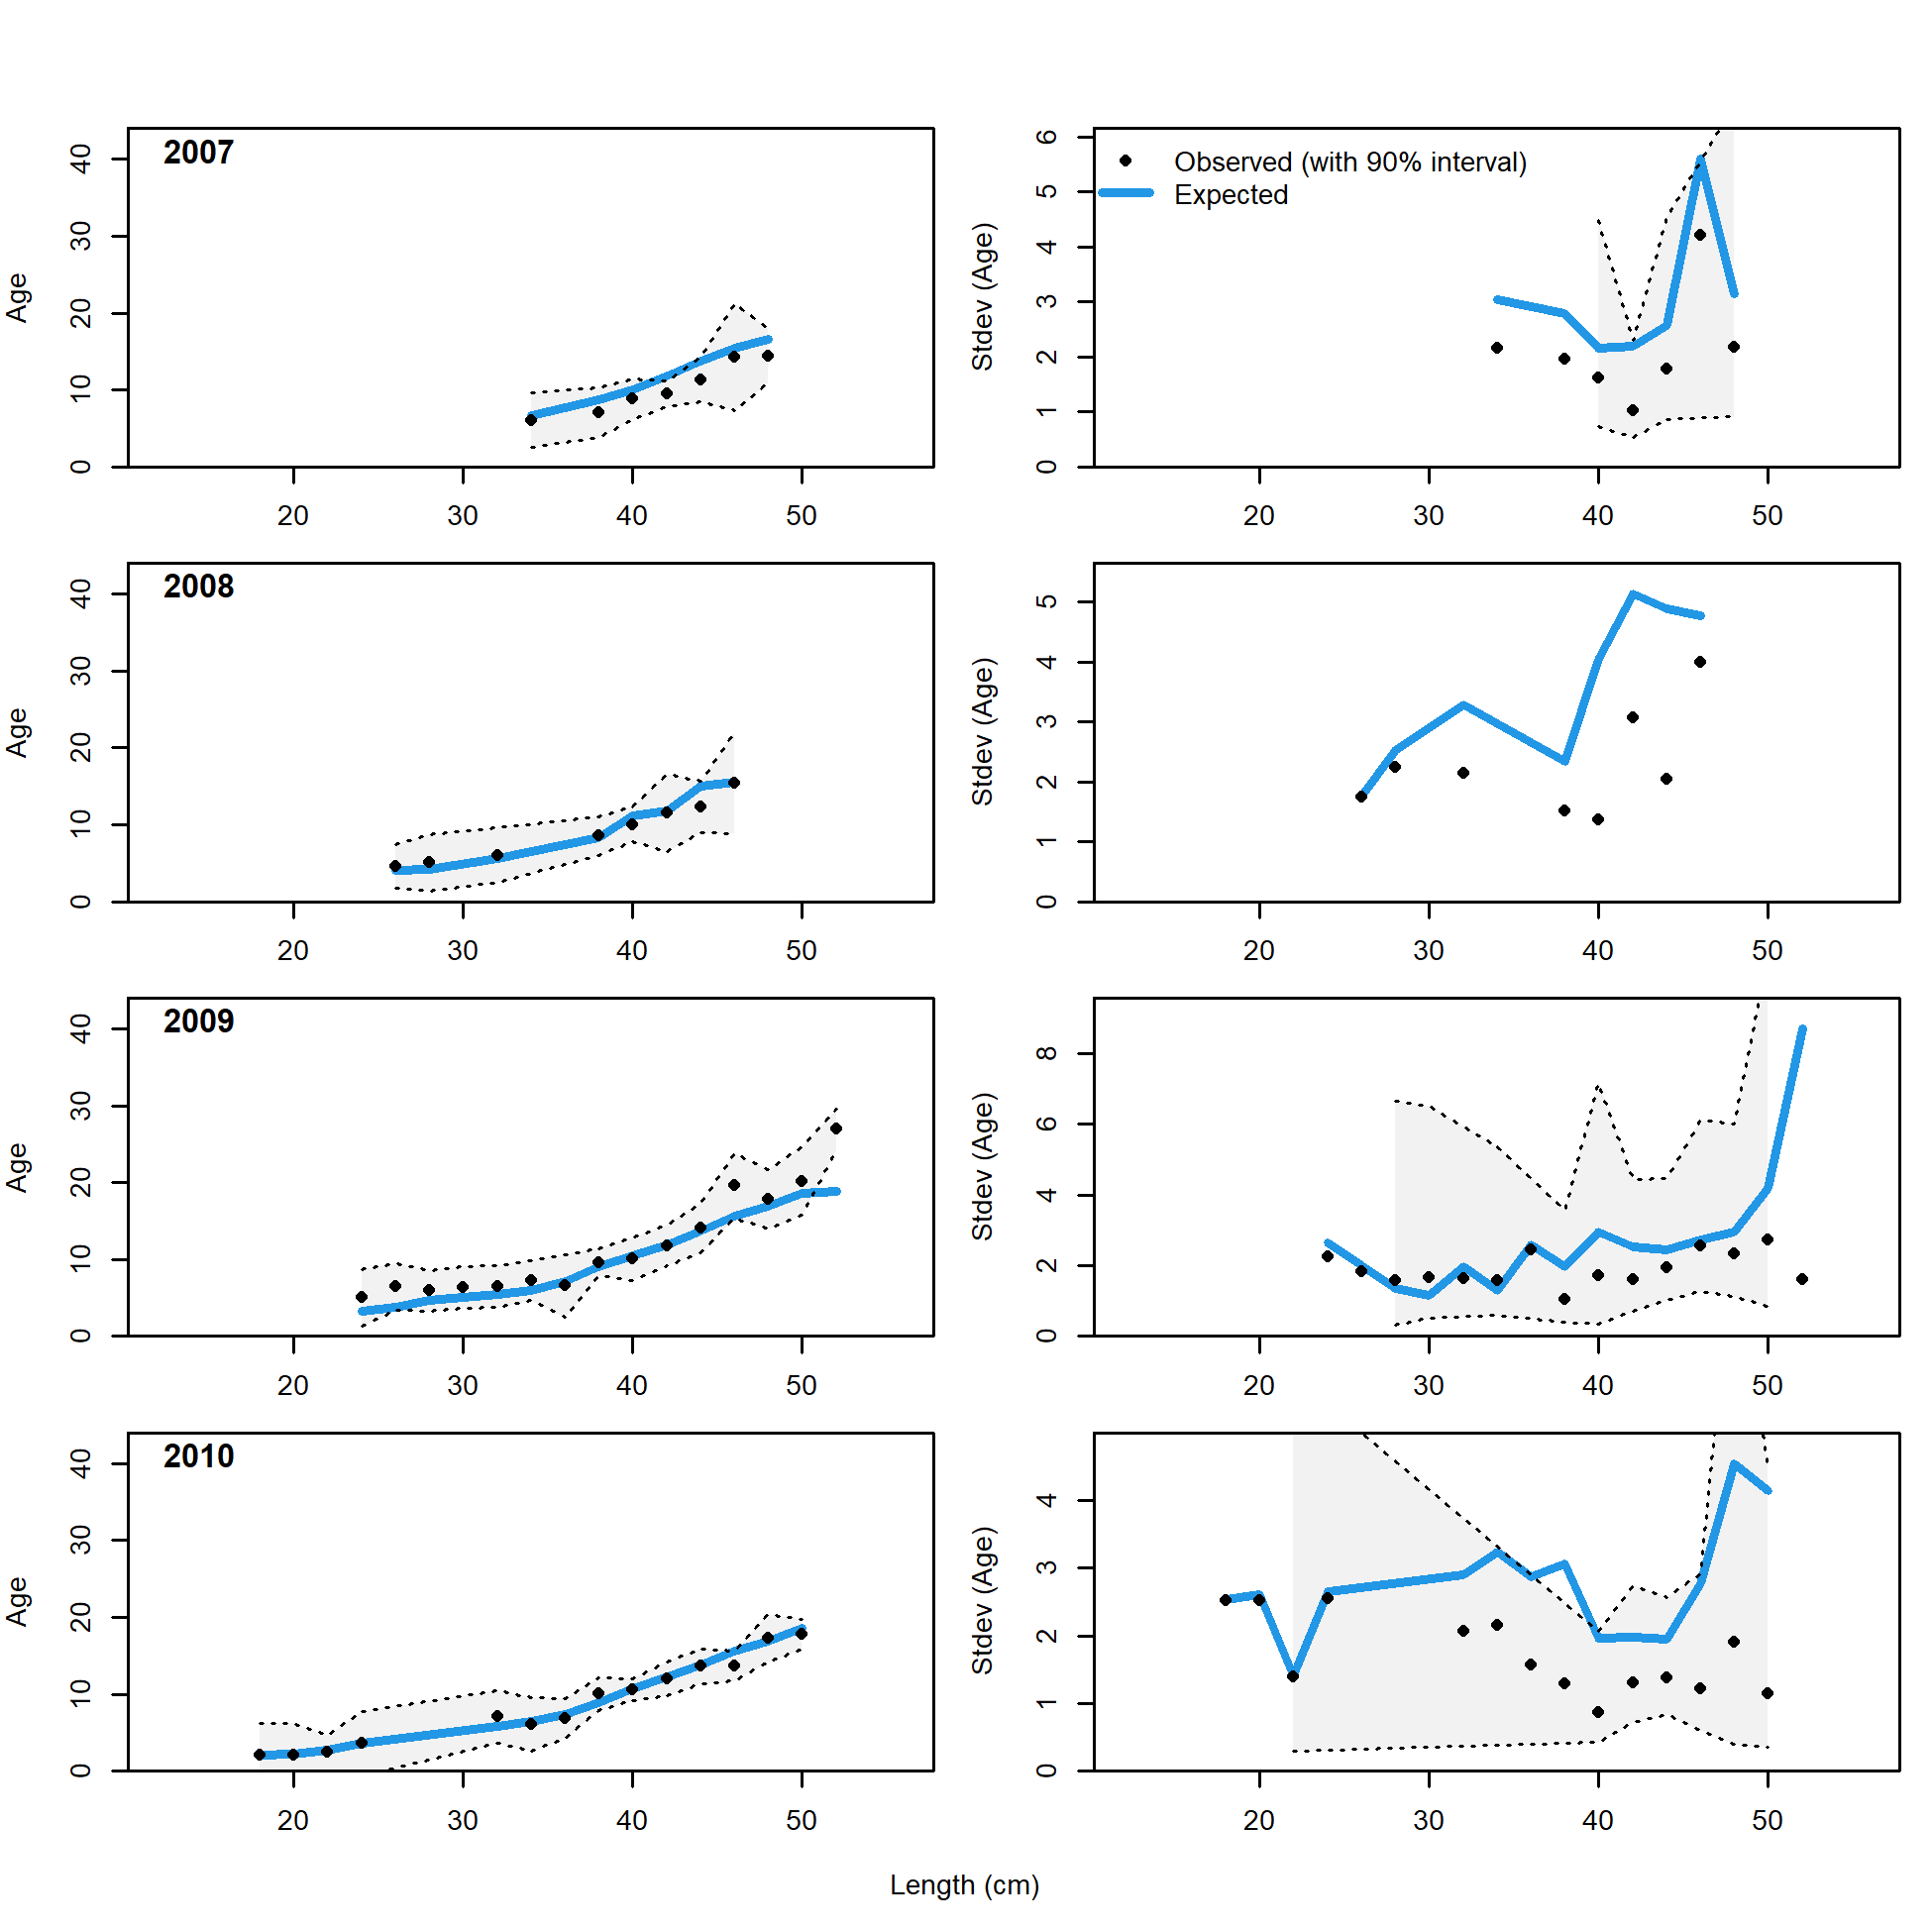 2007
Age
0 10 20 30 40
20 30 40 50
Observed (with 90% interval)
Expected
Stdev (Age)
0 1 2 3 4 5 6
20 30 40 50
2008
Age
0 10 20 30 40
20 30 40 50
Stdev (Age)
0 1 2 3 4 5
20 30 40 50
2009
Age
0 10 20 30 40
20 30 40 50
Stdev (Age)
0 2 4 6 8
20 30 40 50
2010
Age
0 10 20 30 40
20 30 40 50
Stdev (Age)
0 1 2 3 4
20 30 40 50
Length (cm)